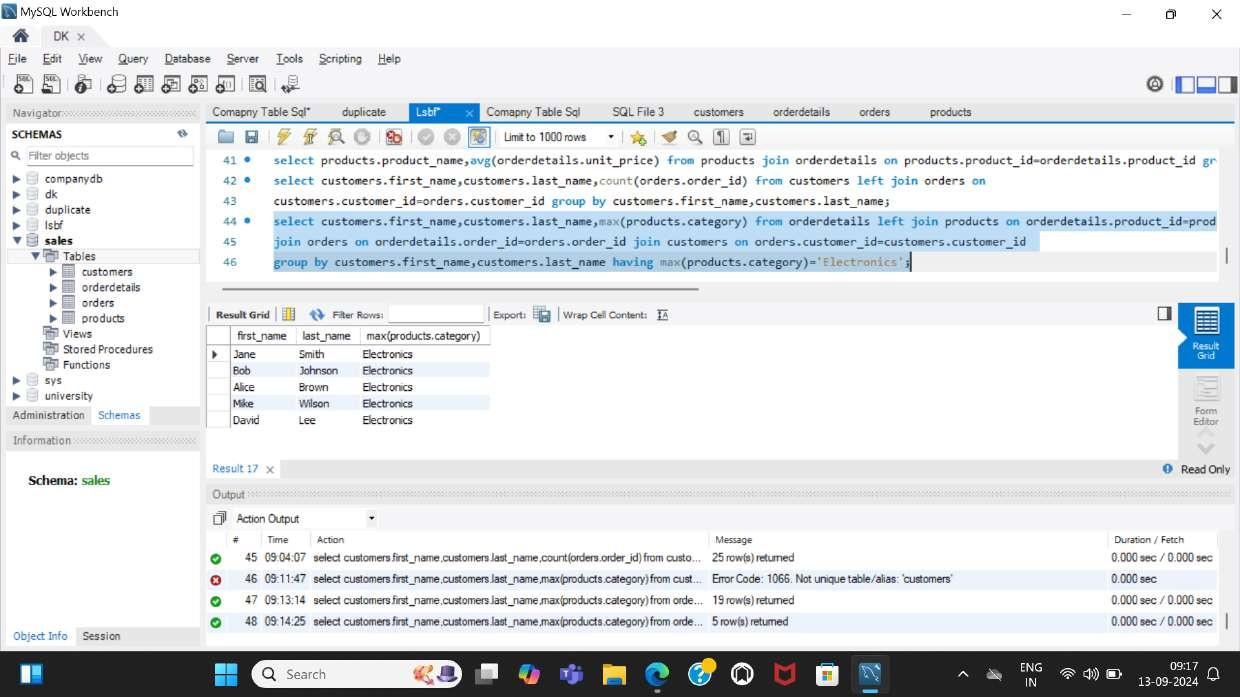 MySQL Workbench
DK
File Edit View Query Database Server Tools Scripting Help
Navigator
SCHEMAS
Filter objects
companydb
dk
duplicate
lsbf
sales
Tables
customers
orderdetails
orders
products
Views
Stored Procedures
Functions
sys
university
Administration Schemas
Information
Schema: sales
Object Info Session
Comapny Table Sql* duplicate Lsbf* Comapny Table Sql SQL File 3 customers orderdetails orders products
Limit to 1000 rows
41 select products.product_name,avg(orderdetails.unit_price) from products join orderdetails on products.product_id=orderdetails.product_id gr
42 select customers.first_name,customers.last_name,count(orders.order_id) from customers left join orders on
43 customers.customer_id=orders.customer_id group by customers.first_name,customers.last_name;
44 select customers.first_name,customers.last_name,max(products.category) from orderdetails left join products on orderdetails.product_id=prod
45 join orders on orderdetails.order_id=orders.order_id join customers on orders.customer_id=customers.customer_id
46 group by customers.first_name,customers.last_name having max(products.category)='Electronics';
Result Grid Filter Rows: Export: Wrap Cell Content:
first_name last_name max(products.category)
Jane Smith Electronics
Bob Johnson Electronics
Alice Brown Electronics
Mike Wilson Electronics
David Lee Electronics
Result Grid
Form Editor
Result 17
Read Only
Output
Action Output
# Time Action Message Duration / Fetch
45 09:04:07 select customers.first_name,customers.last_name,count(orders.order_id) from custo... 25 row(s) returned 0.000 sec / 0.000 sec
46 09:11:47 select customers.first_name,customers.last_name,max(products.category) from cust... Error Code: 1066. Not unique table/alias: 'customers' 0.000 sec
47 09:13:14 select customers.first_name,customers.last_name,max(products.category) from orde... 19 row(s) returned 0.000 sec / 0.000 sec
48 09:14:25 select customers.first_name,customers.last_name,max(products.category) from orde... 5 row(s) returned 0.000 sec / 0.000 sec
Search
ENG
IN
09:17
13-09-2024